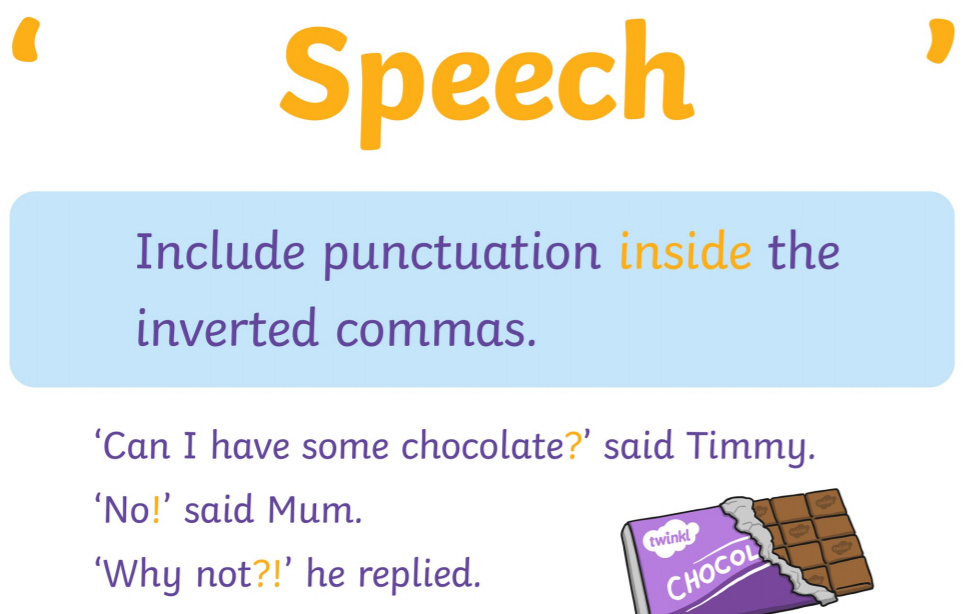 ‘ Speech ’
Include punctuation inside the
inverted commas.
‘Can I have some chocolate?’ said Timmy.
‘No!’ said Mum.
‘Why not?!’ he replied.
twinkl
CHOCOL